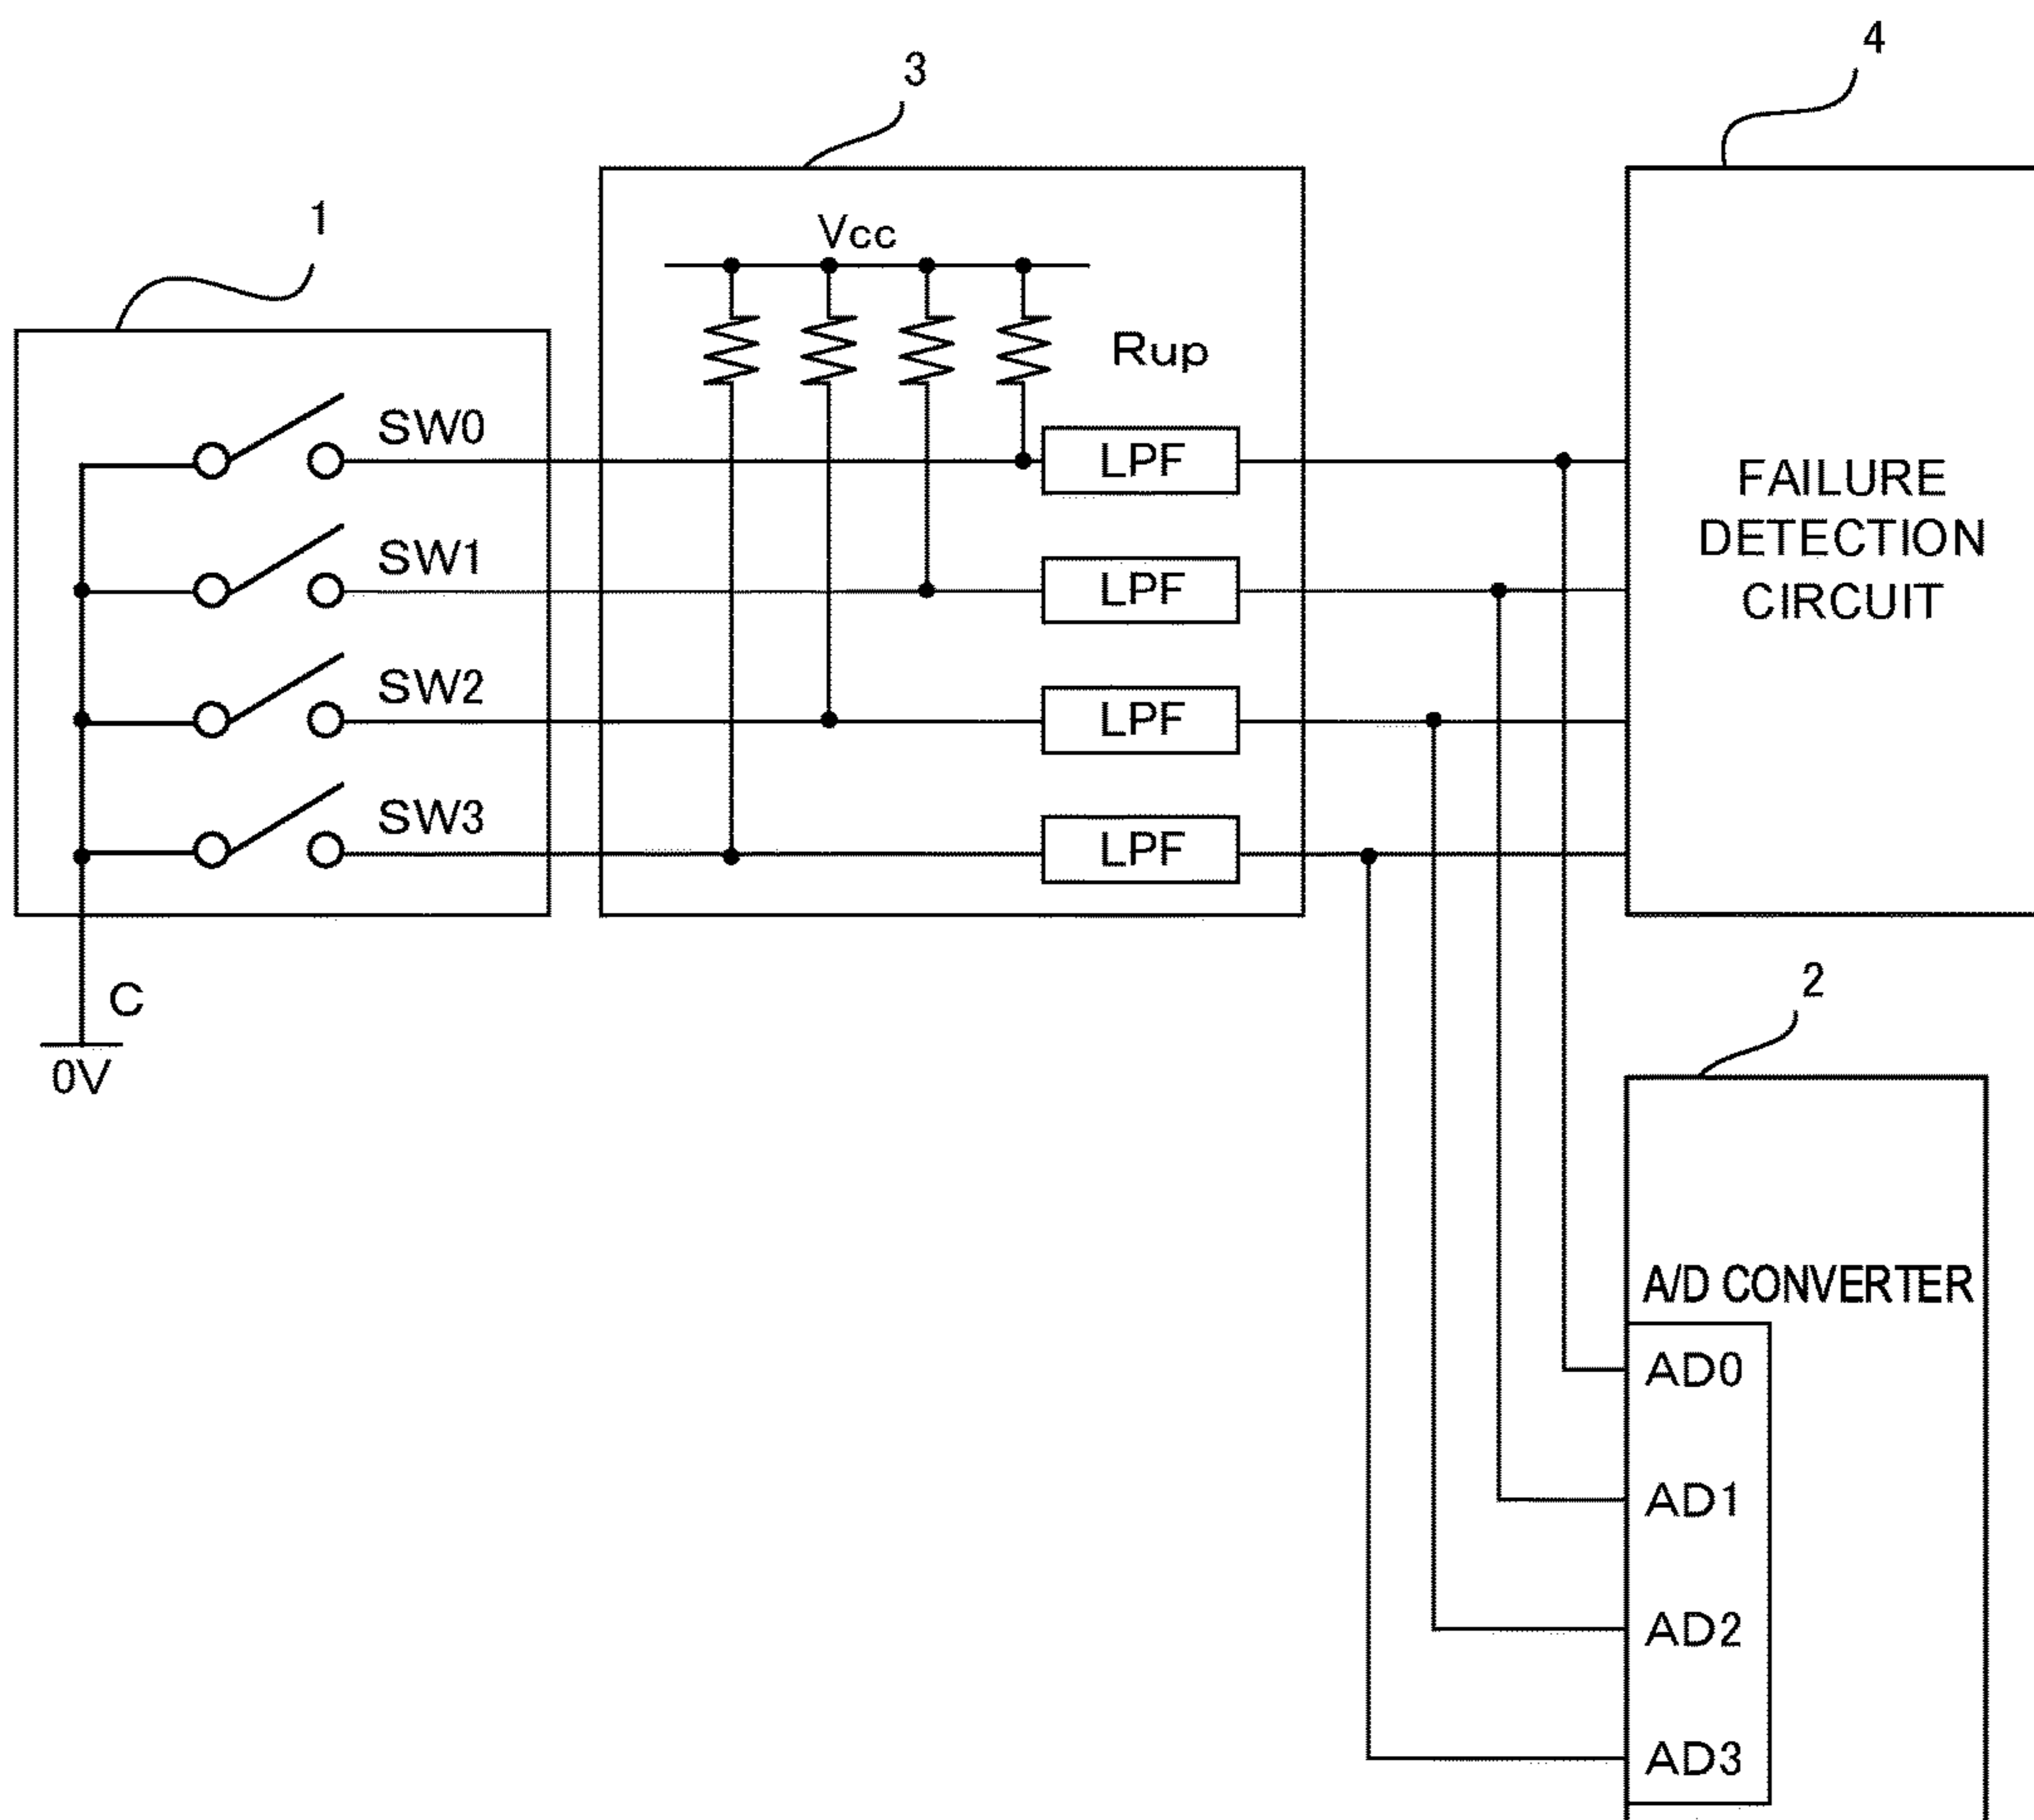 4
3
1
Vcc
Rup
SW0
LPF
SW1
LPF
SW2
LPF
SW3
LPF
FAILURE
DETECTION
CIRCUIT
C
0V
2
A/D CONVERTER
AD0
AD1
AD2
AD3